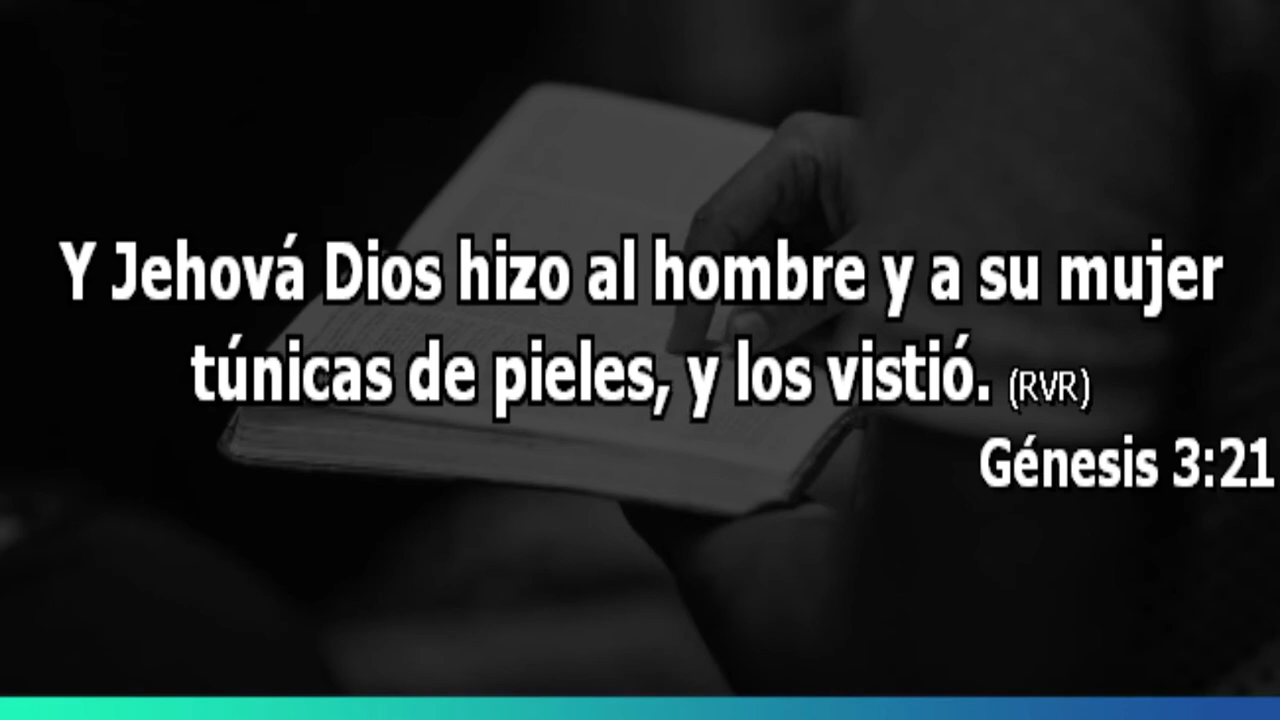 Y Jehová Dios hizo al hombre y a su mujer
túnicas de pieles, y los vistió. (RVR)
Génesis 3:21